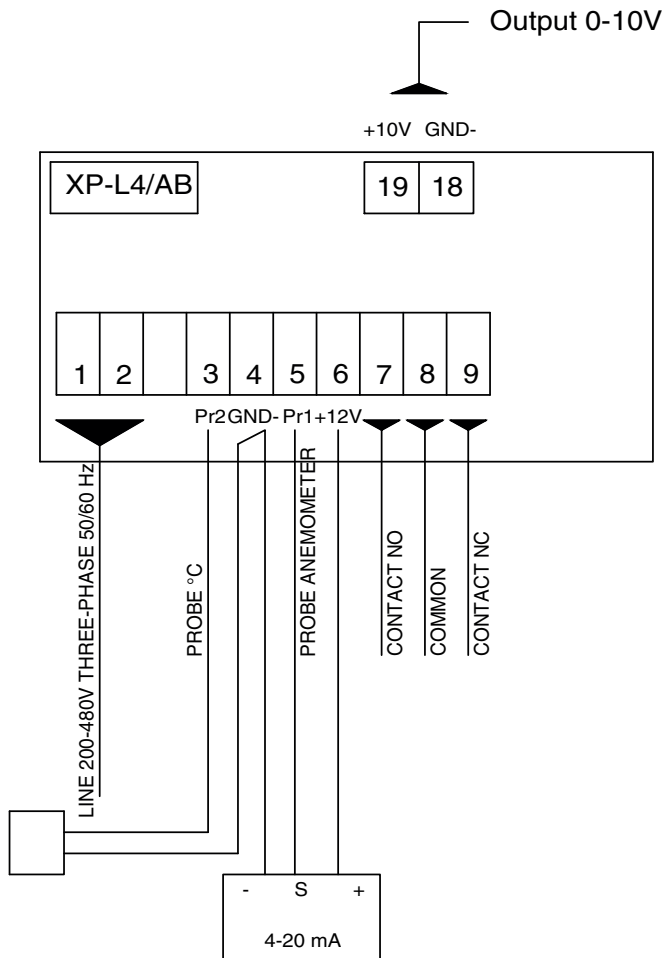 Output 0-10V
+10V GND-
XP-L4/AB
19 18
1 2 3 4 5 6 7 8 9
Pr2 GND- Pr1 +12V
LINE 200-480V THREE-PHASE 50/60 Hz
PROBE °C
PROBE ANEMOMETER
CONTACT NO
COMMON
CONTACT NC
- S +
4-20 mA